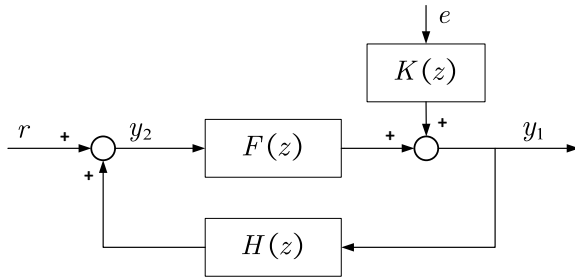 e
K(z)
+
r
+
y₂
F(z)
+
y₁
+
H(z)